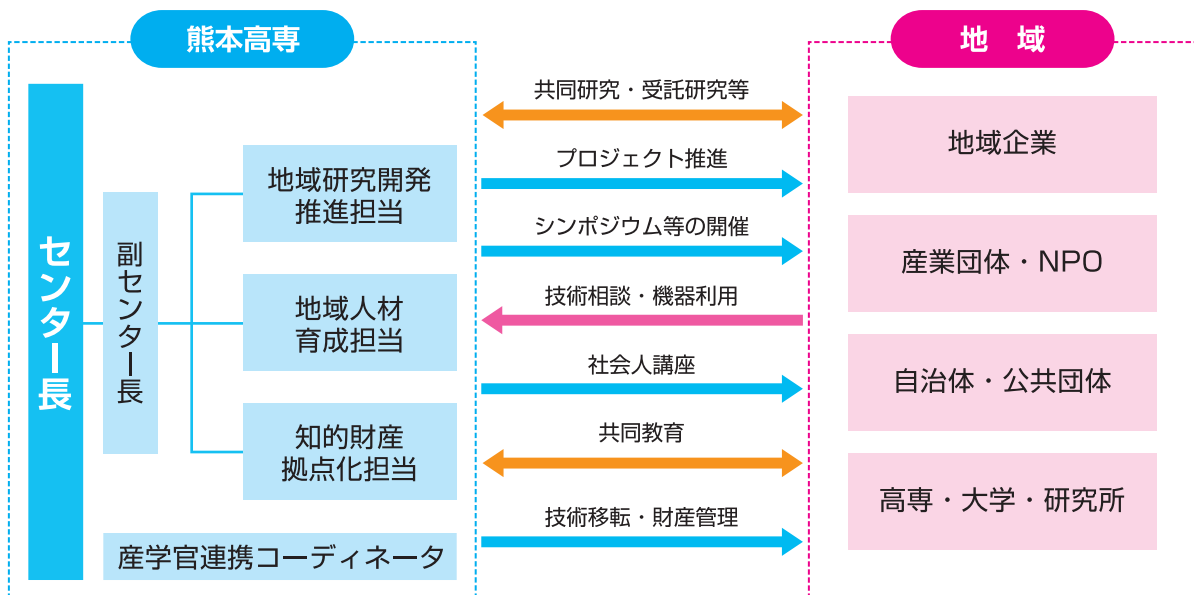 熊本高専
センター長
副センター長
地域研究開発
推進担当
地域人材
育成担当
知的財産
拠点化担当
産学官連携コーディネータ
共同研究・受託研究等
プロジェクト推進
シンポジウム等の開催
技術相談・機器利用
社会人講座
共同教育
技術移転・財産管理
地　域
地域企業
産業団体・NPO
自治体・公共団体
高専・大学・研究所